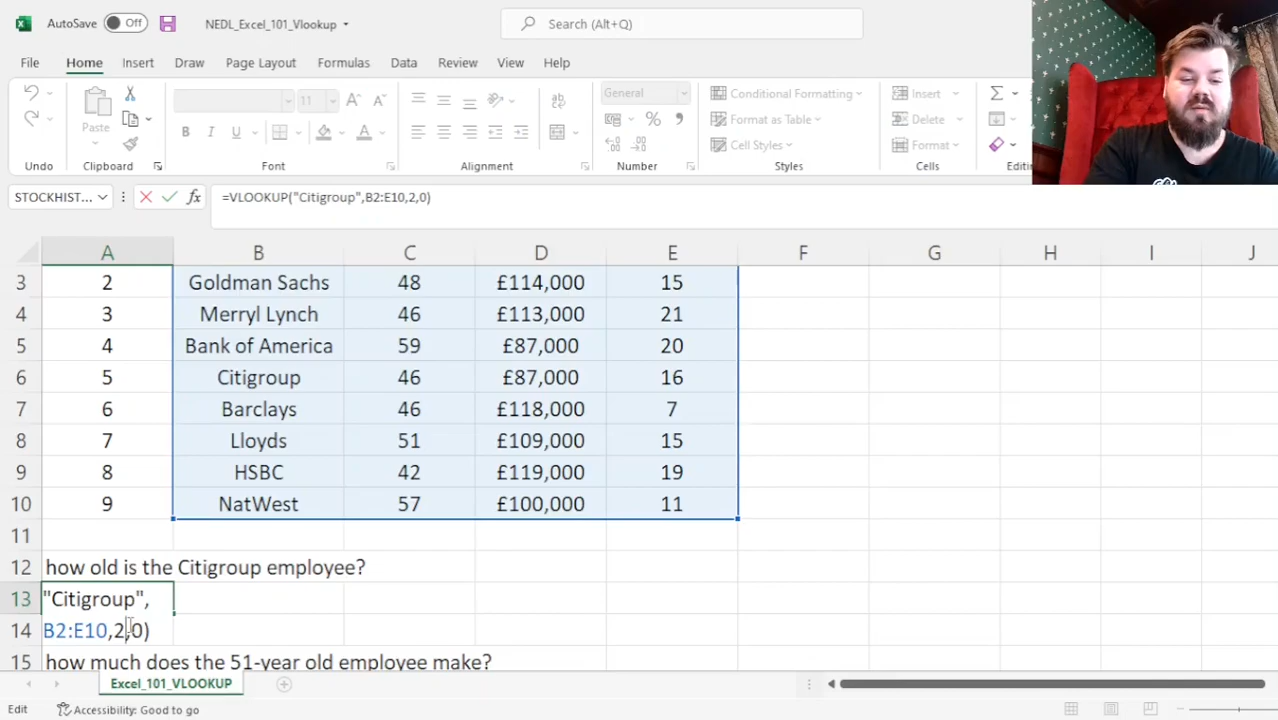 AutoSave Off NEDL_Excel_101_Vlookup Search (Alt+Q)
File Home Insert Draw Page Layout Formulas Data Review View Help
11 General Conditional Formatting Insert
Paste B I U Format as Table Delete
Cell Styles Format
Undo Clipboard Font Alignment Number Styles Cells Editin
STOCKHIST... fx =VLOOKUP("Citigroup",B2:E10,2,0)
A B C D E F G H I J
3 2 Goldman Sachs 48 £114,000 15
4 3 Merryl Lynch 46 £113,000 21
5 4 Bank of America 59 £87,000 20
6 5 Citigroup 46 £87,000 16
7 6 Barclays 46 £118,000 7
8 7 Lloyds 51 £109,000 15
9 8 HSBC 42 £119,000 19
10 9 NatWest 57 £100,000 11
11
12 how old is the Citigroup employee?
13 "Citigroup",
14 B2:E10,2,0)
15 how much does the 51-year old employee make?
Excel_101_VLOOKUP
Edit Accessibility: Good to go